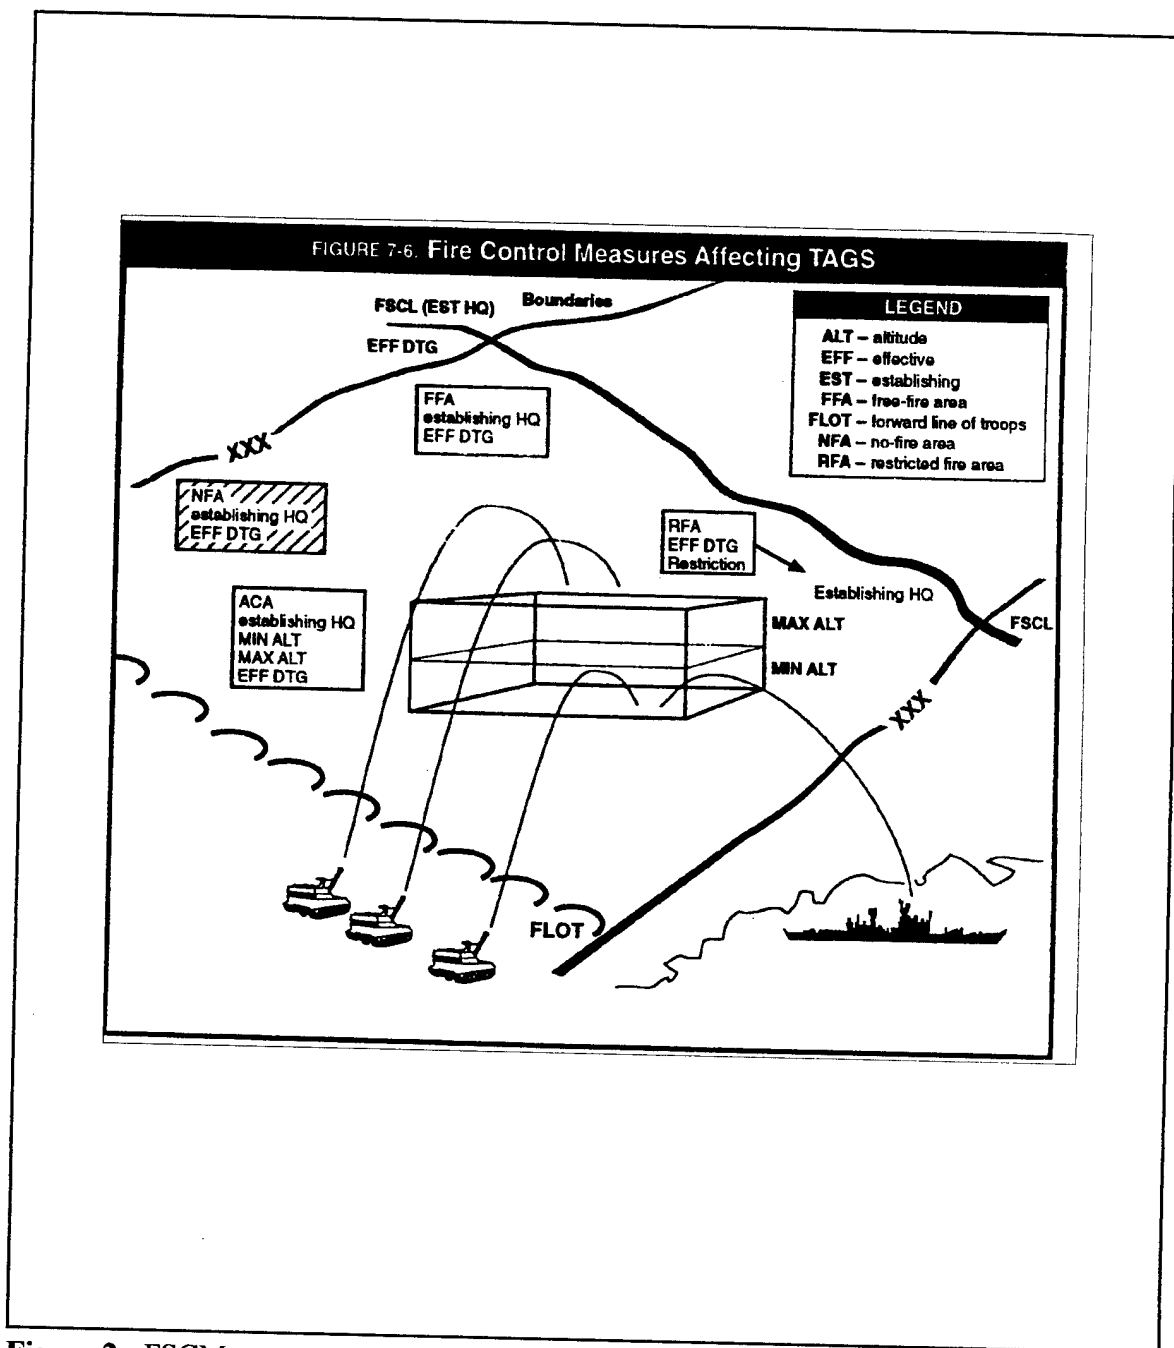 FIGURE 7-6. Fire Control Measures Affecting TAGS
FSCL (EST HQ)
Boundaries
EFF DTG
LEGEND
ALT – altitude
EFF – effective
EST – establishing
FFA – free-fire area
FLOT – forward line of troops
NFA – no-fire area
RFA – restricted fire area
FFA
establishing HQ
EFF DTG
XXX
NFA
establishing HQ
EFF DTG
RFA
EFF DTG
Restriction
Establishing HQ
ACA
establishing HQ
MIN ALT
MAX ALT
EFF DTG
MAX ALT
FSCL
MIN ALT
XXX
FLOT